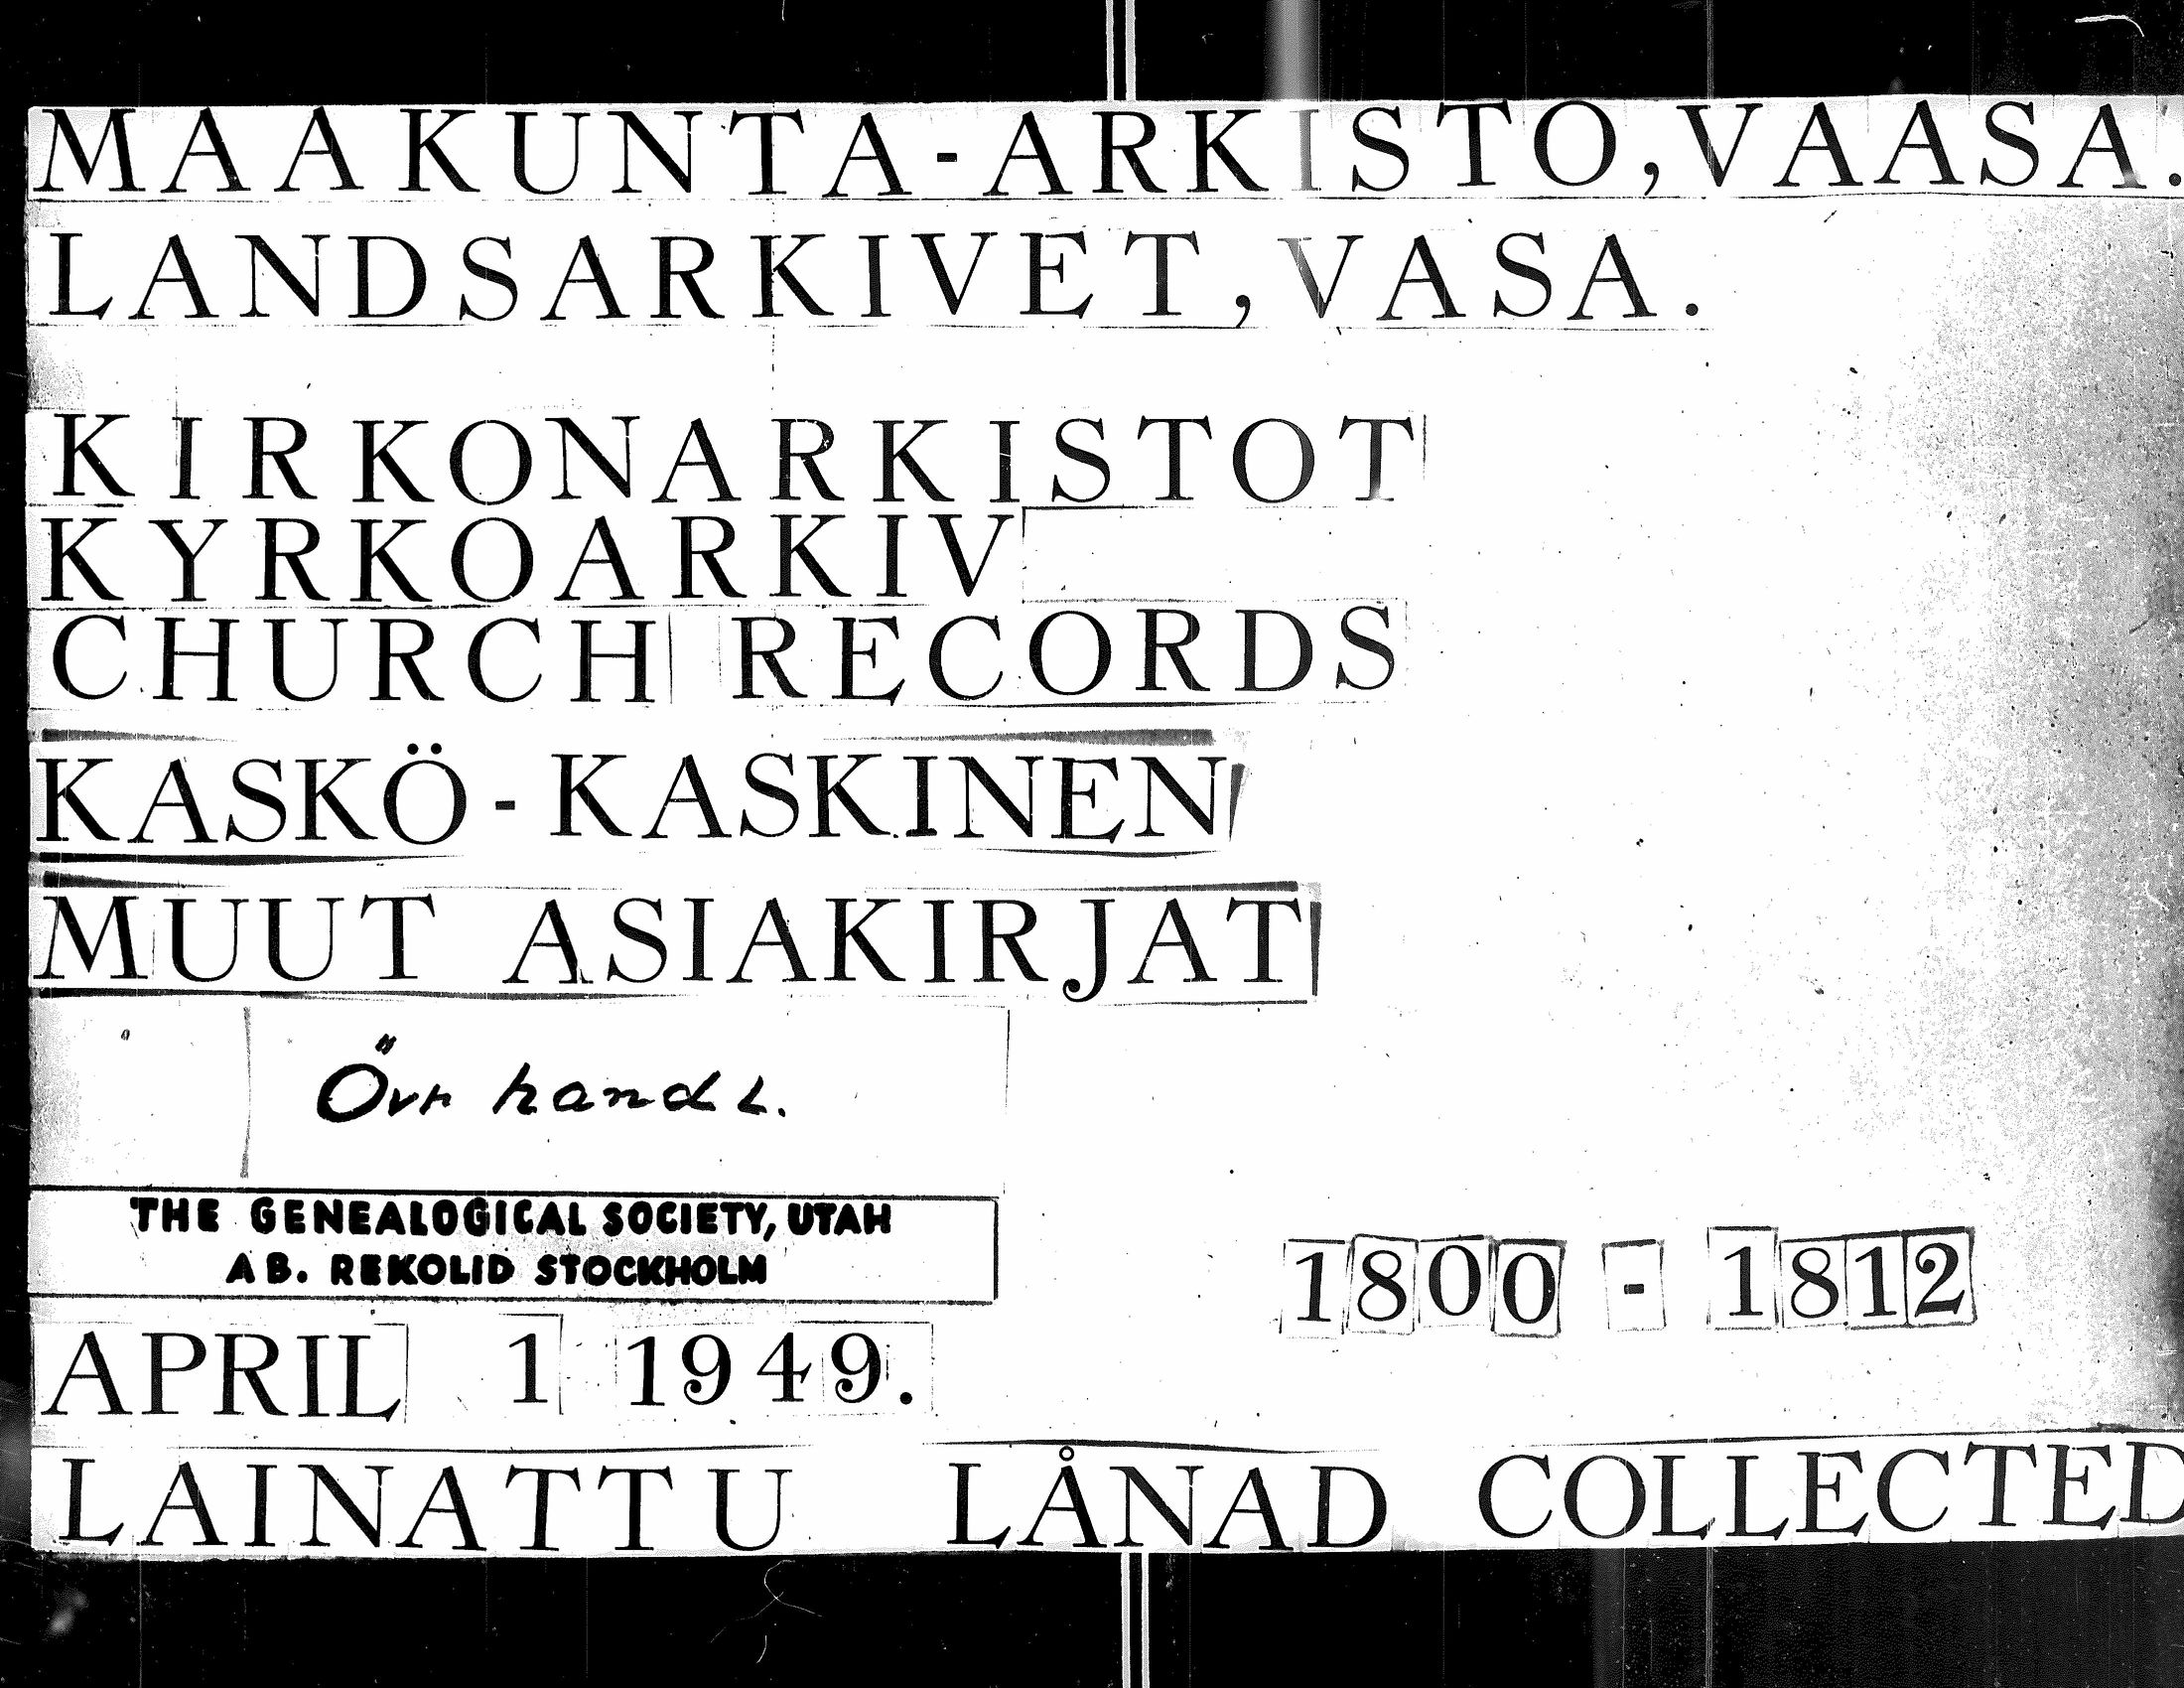 MAAKUNTA-ARKISTO, VAASA.
LANDSARKIVET, VASA.
KIRKONARKISTOT
KYRKOARKIV
CHURCH RECORDS
KASKÖ - KASKINEN
MUUT ASIAKIRJAT
Övr handl.
THE GENEALOGICAL SOCIETY, UTAH
AB. REKOLID STOCKHOLM
1800 - 1812
APRIL 1 1949.
LAINATTU LÅNAD COLLECTED